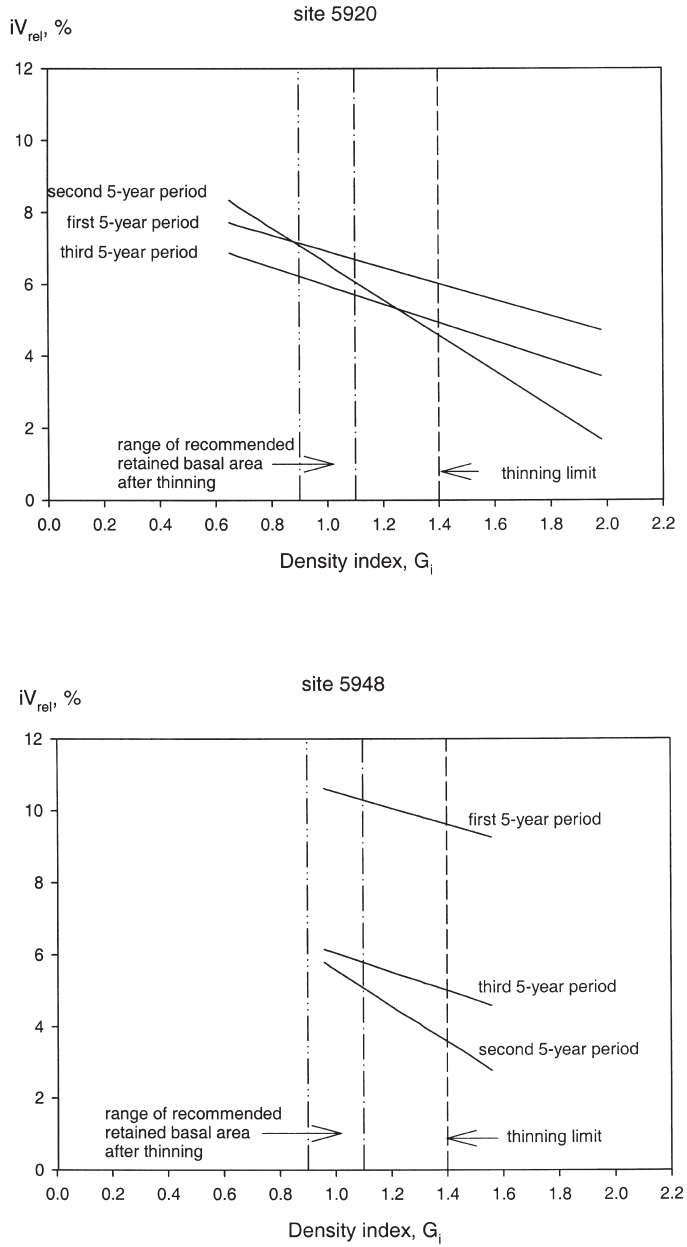 site 5920
iVrel, %
12
10
second 5-year period
8
first 5-year period
third 5-year period
6
4
2
range of recommended
retained basal area
after thinning
thinning limit
0
0.0 0.2 0.4 0.6 0.8 1.0 1.2 1.4 1.6 1.8 2.0 2.2
Density index, Gi
site 5948
iVrel, %
12
10
first 5-year period
8
6
third 5-year period
4
second 5-year period
2
range of recommended
retained basal area
after thinning
thinning limit
0
0.0 0.2 0.4 0.6 0.8 1.0 1.2 1.4 1.6 1.8 2.0 2.2
Density index, Gi